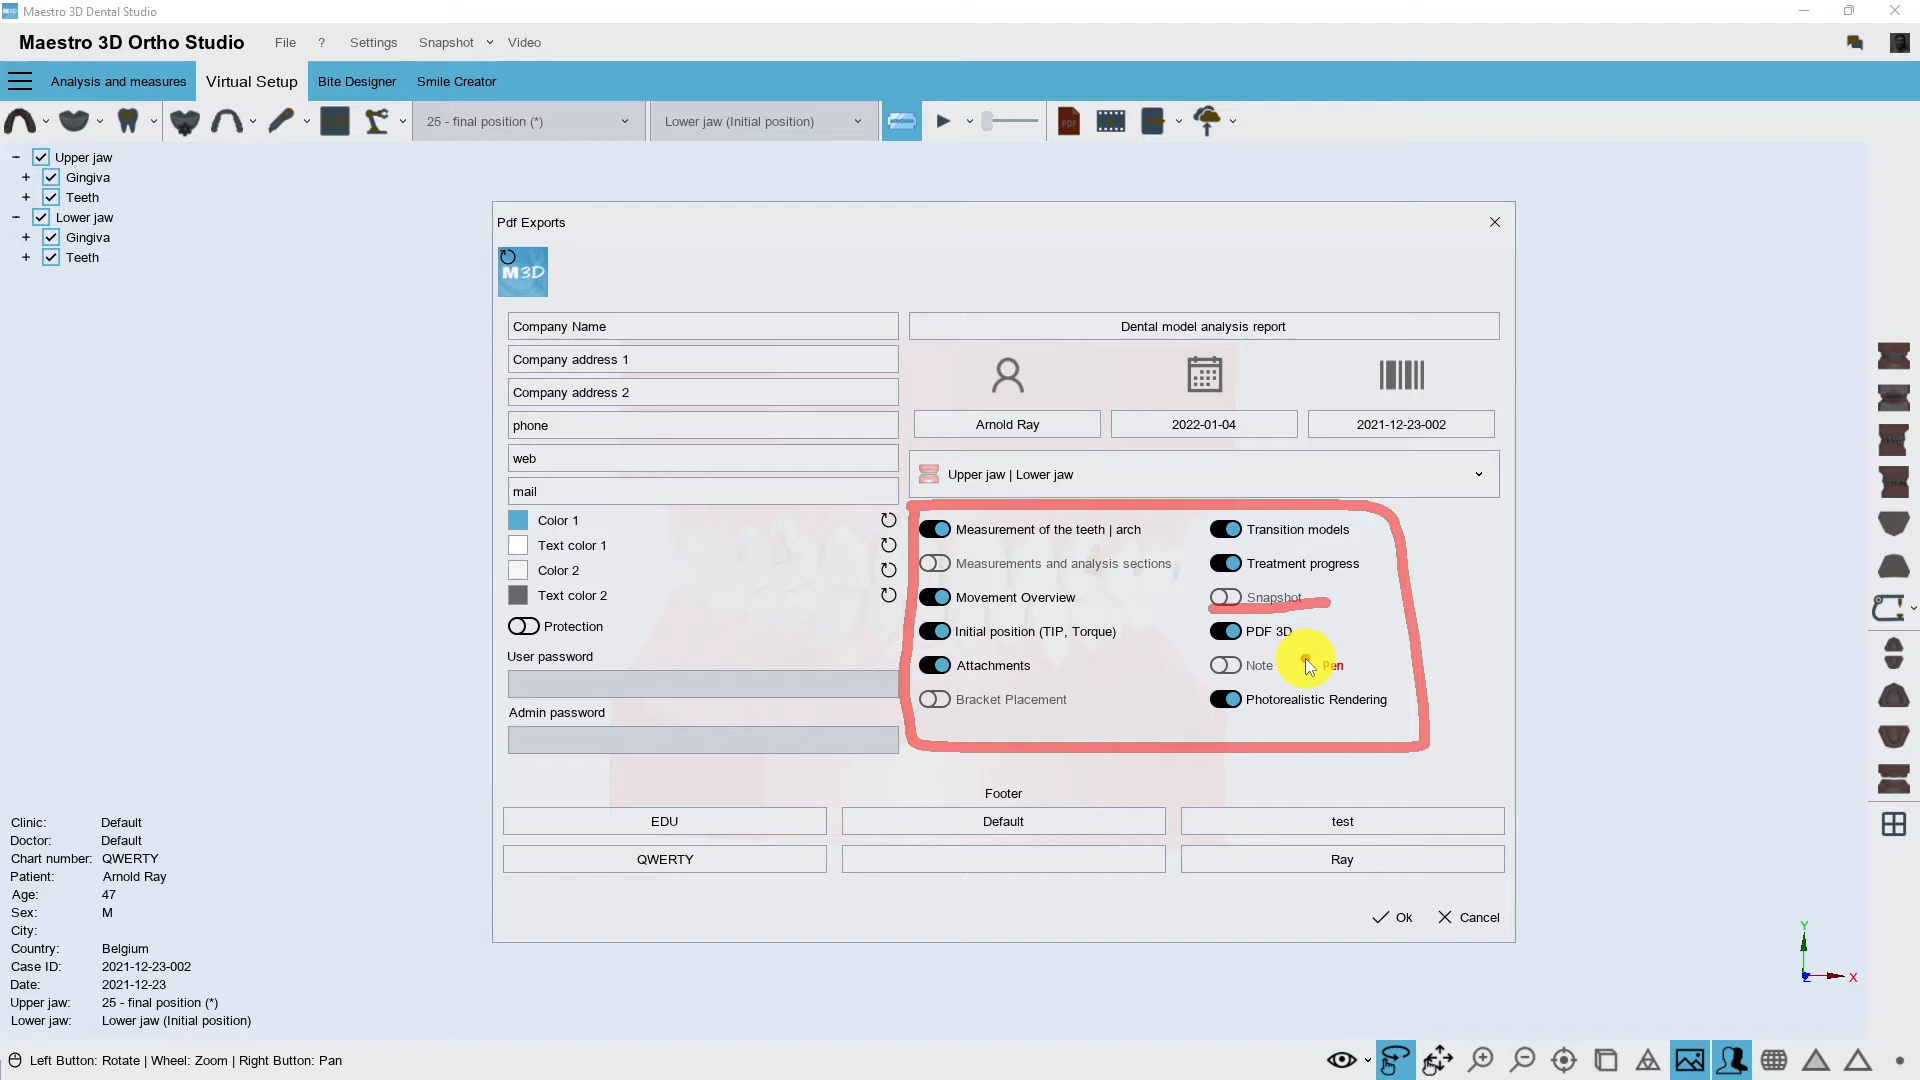 Maestro 3D Dental Studio
Maestro 3D Ortho Studio File ? Settings Snapshot Video
Analysis and measures Virtual Setup Bite Designer Smile Creator
25 - final position (*) Lower jaw (Initial position) PDF
Upper jaw
Gingiva
Teeth
Lower jaw
Gingiva
Teeth
Pdf Exports
M3D
Company Name
Company address 1
Company address 2
phone
web
mail
Color 1
Text color 1
Color 2
Text color 2
Protection
User password
Admin password
Dental model analysis report
Arnold Ray 2022-01-04 2021-12-23-002
Upper jaw | Lower jaw
Measurement of the teeth | arch Transition models
Measurements and analysis sections Treatment progress
Movement Overview Snapshot
Initial position (TIP, Torque) PDF 3D
Attachments Note Pen
Bracket Placement Photorealistic Rendering
Footer
EDU Default test
QWERTY Ray
Ok Cancel
Clinic: Default
Doctor: Default
Chart number: QWERTY
Patient: Arnold Ray
Age: 47
Sex: M
City:
Country: Belgium
Case ID: 2021-12-23-002
Date: 2021-12-23
Upper jaw: 25 - final position (*)
Lower jaw: Lower jaw (Initial position)
Y
Z X
Left Button: Rotate | Wheel: Zoom | Right Button: Pan